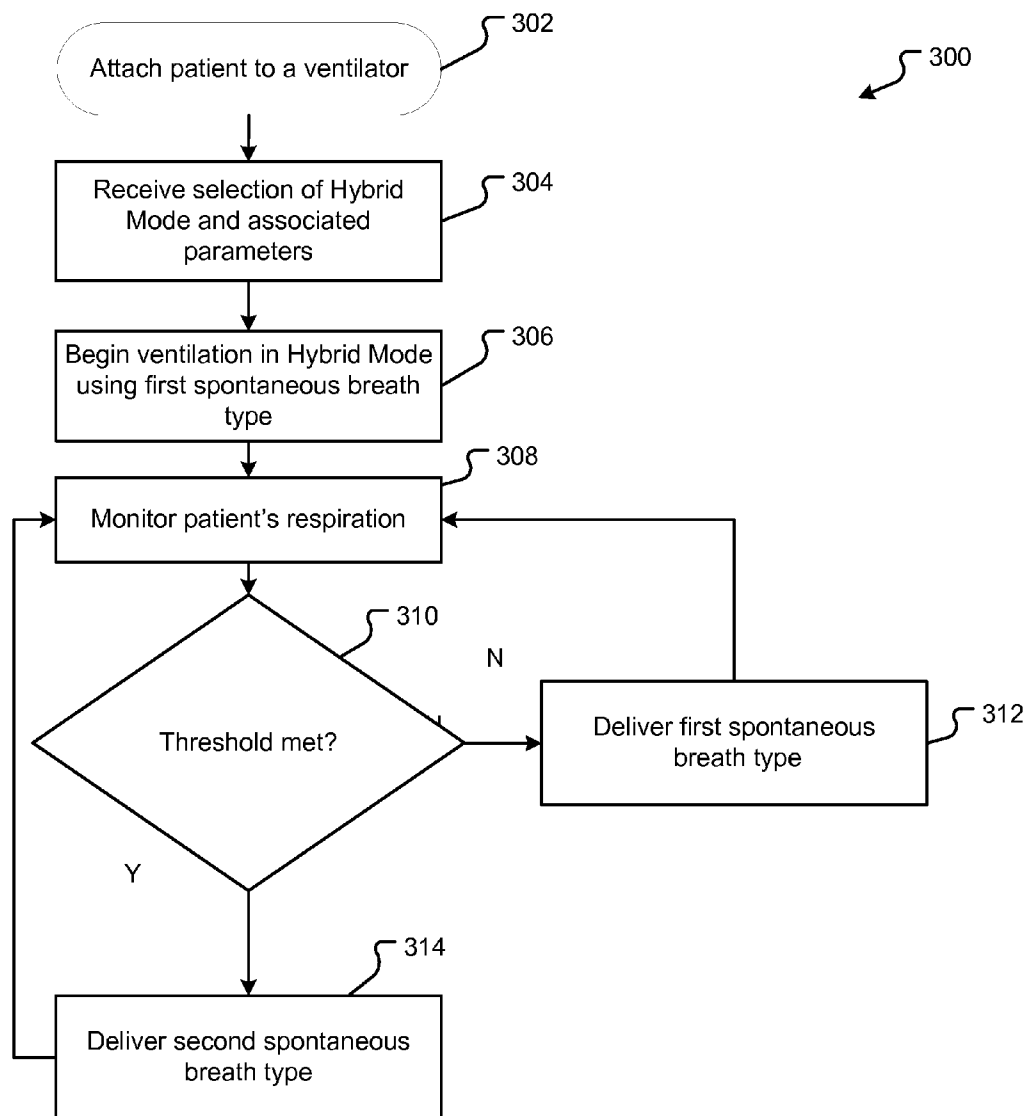 302
Attach patient to a ventilator
300
304
Receive selection of Hybrid
Mode and associated
parameters
306
Begin ventilation in Hybrid Mode
using first spontaneous breath
type
308
Monitor patient's respiration
310
N
Threshold met?
312
Deliver first spontaneous
breath type
Y
314
Deliver second spontaneous
breath type